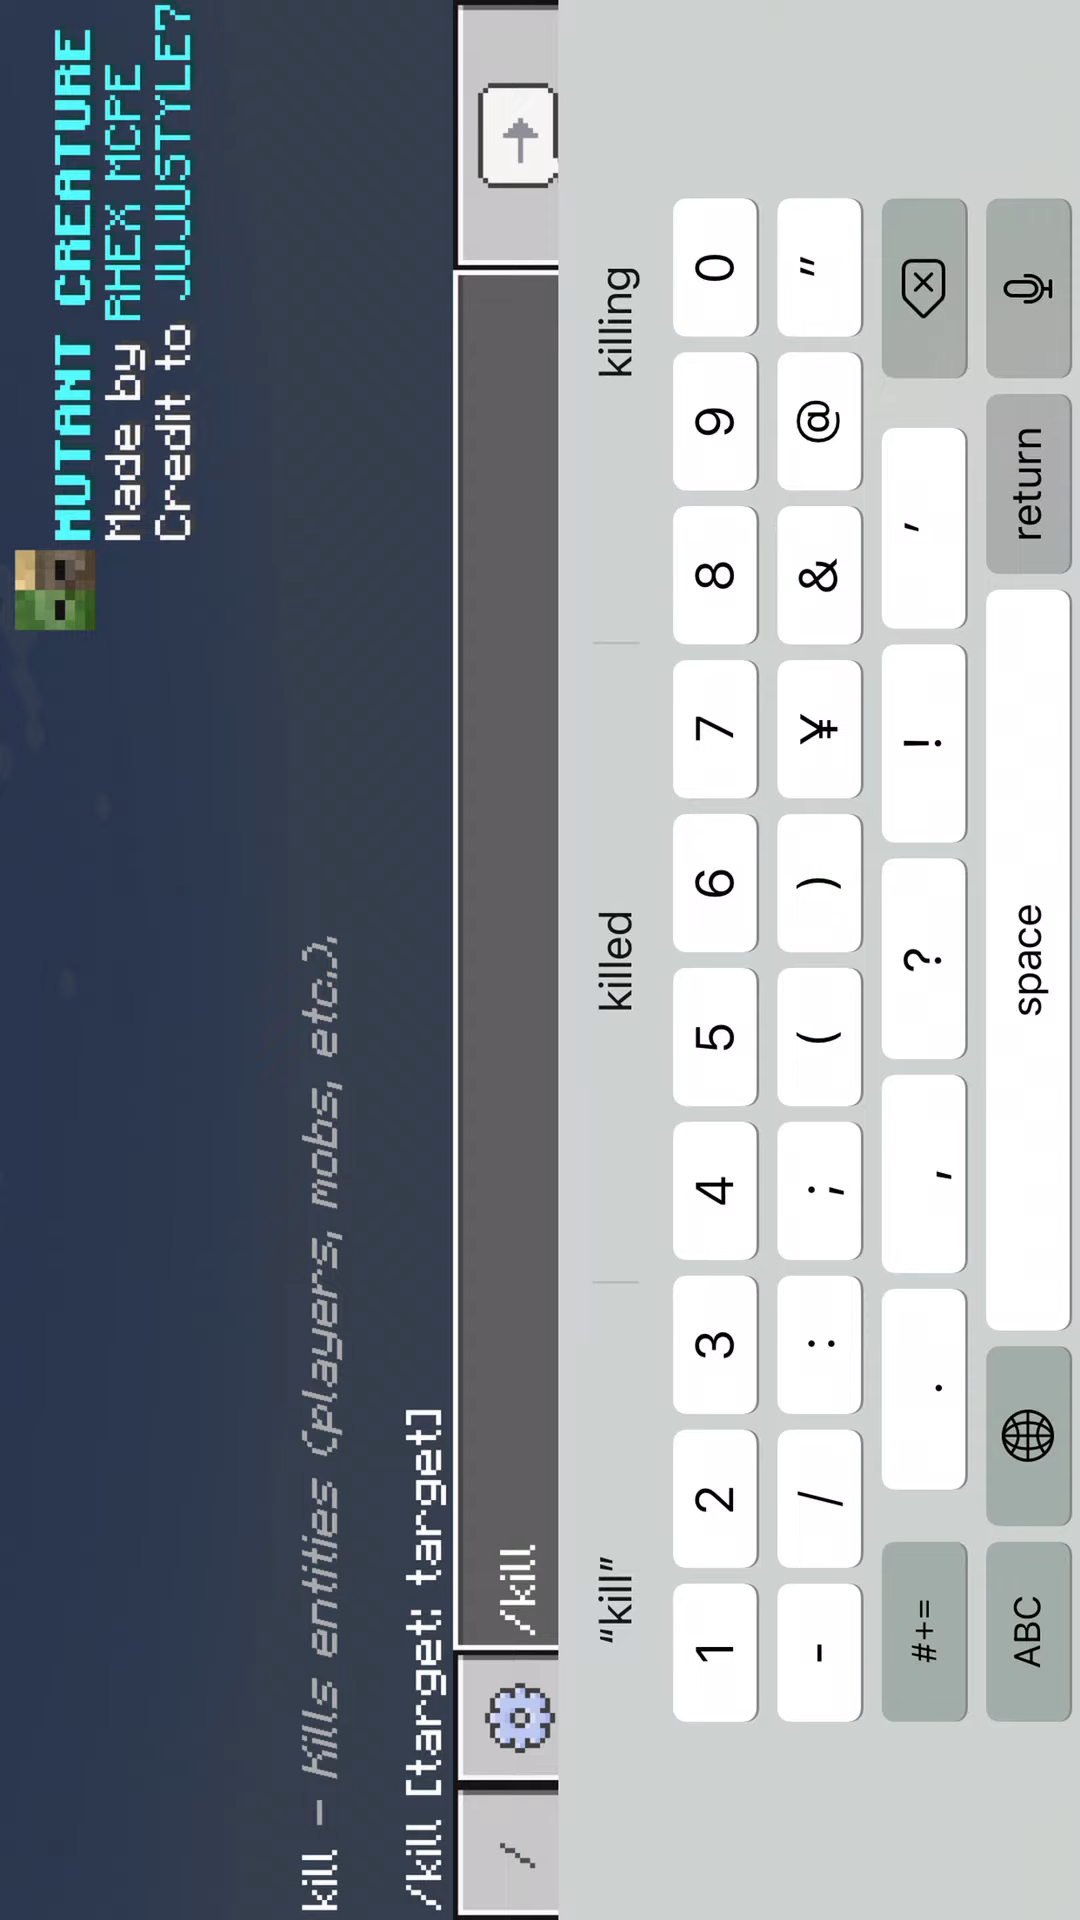 MUTANT CREATURE
Made by RHEX MCPE
Credit to JUJUSTYLE7
kill - Kills entities (players, mobs, etc.).
/kill [target: target]
/
/kill
"kill" killed killing
1 2 3 4 5 6 7 8 9 0
- / : ; ( ) ¥ & @ "
#+= . , ? ! '
ABC space return